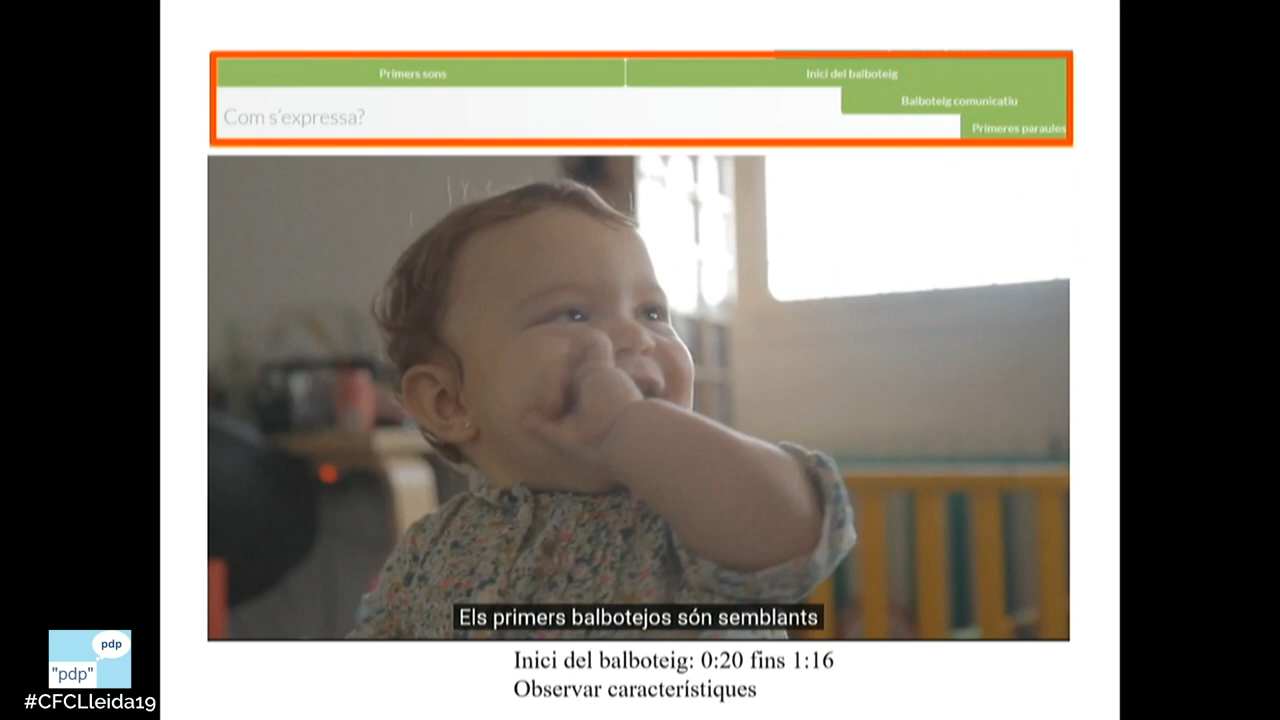 Primers sons
Inici del balboteig
Balboteig comunicatiu
Com s'expressa?
Primeres paraules
Els primers balbotejos són semblants
Inici del balboteig: 0:20 fins 1:16
Observar característiques
pdp
"pdp"
#CFCLleida19